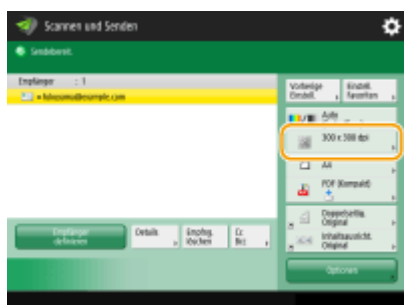 Scannen und Senden
Sendebereit.
Empfänger : 1
Vorherige Einstell.
Einstell. Favoriten
300 x 300 dpi
A4
PDF (Kompakt)
Doppelseitig. Original
Inhaltsausricht. Original
Empfänger definieren
Details
Empfng. löschen
Cc Bcc
Optionen